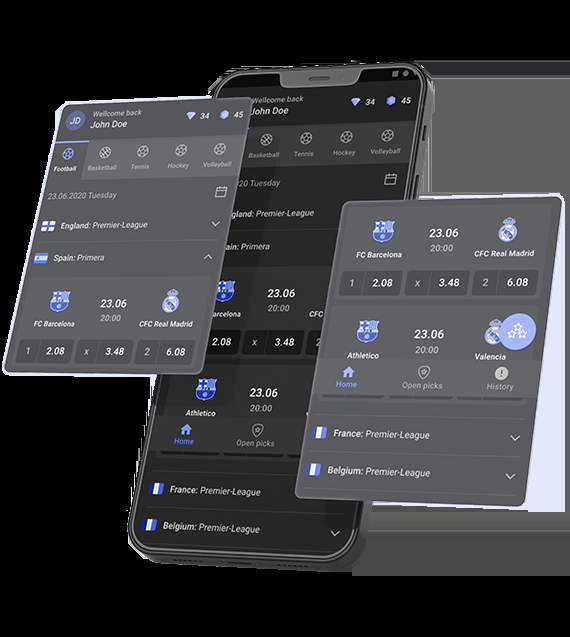 JD
Wellcome back
John Doe
34
45
Football
Basketball
Tennis
Hockey
Volleyball
23.06.2020 Tuesday
England: Premier-League
Spain: Primera
FC Barcelona
23.06
20:00
CFC Real Madrid
1 2.08
x 3.48
2 6.08
Wellcome back
John Doe
34
45
Basketball
Tennis
Hockey
Volleyball
20 Tuesday
gland: Premier-League
ain: Primera
arcelona
23.06
20:00
CFC
2.08
x 3.48
2
Athletico
23.06
20:00
Home
Open picks
France: Premier-League
Belgium: Premier-League
FC Barcelona
23.06
20:00
CFC Real Madrid
1 2.08
x 3.48
2 6.08
Athletico
23.06
20:00
Valencia
Home
Open picks
History
France: Premier-League
Belgium: Premier-League